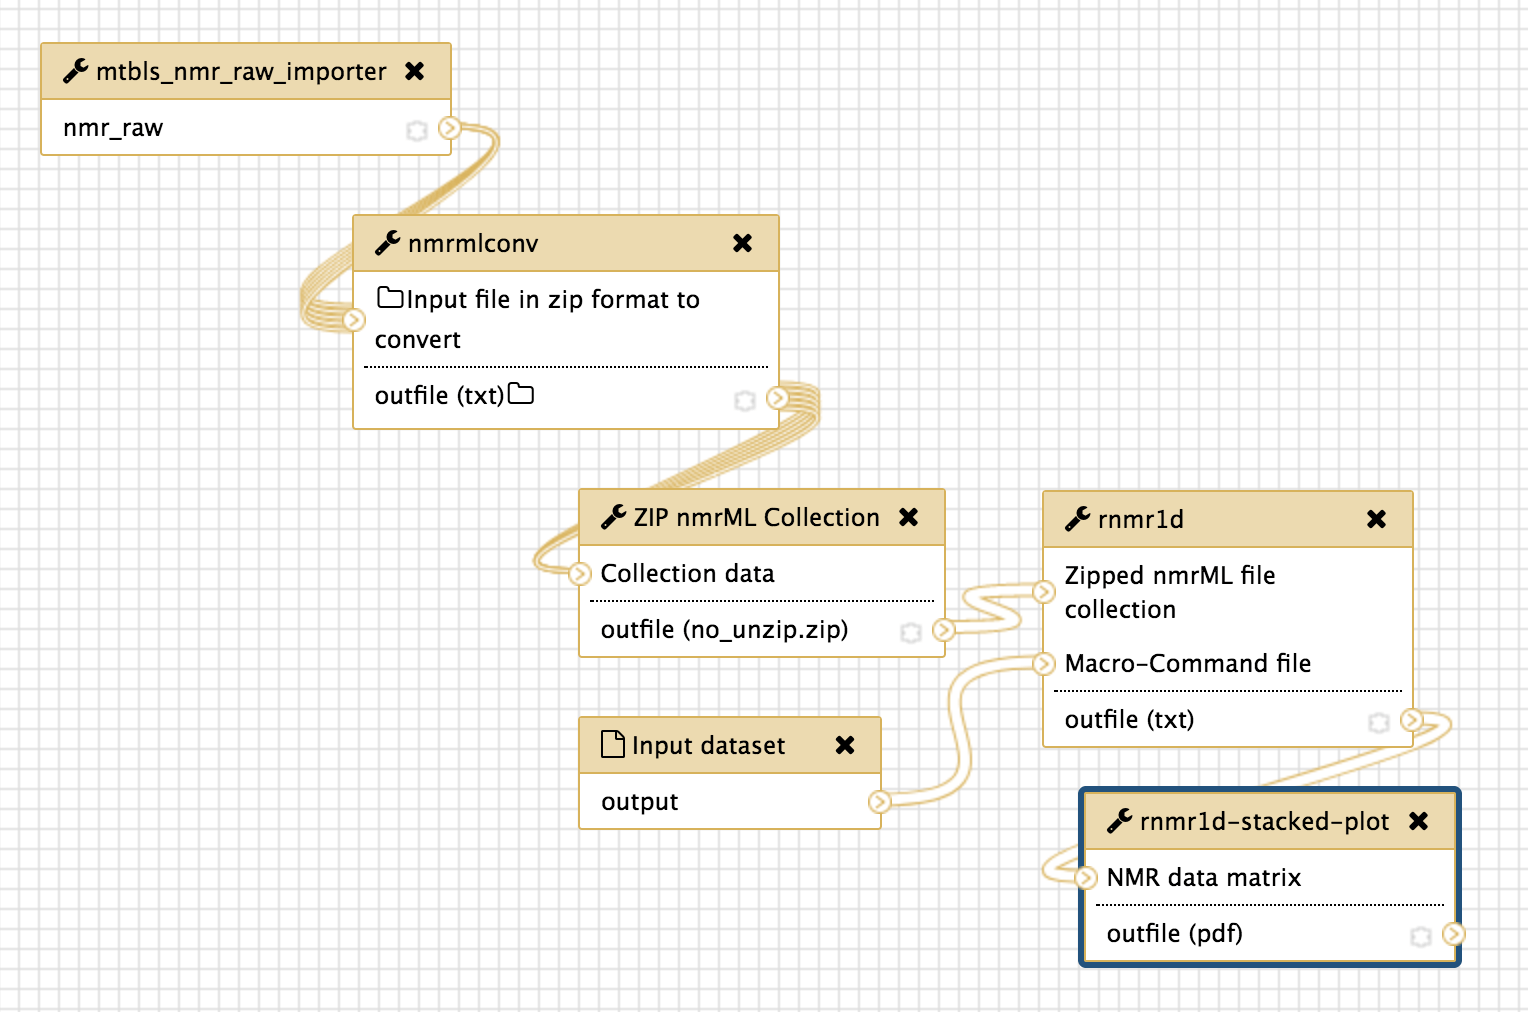 mtbls_nmr_raw_importer
nmr_raw
nmrmlconv
Input file in zip format to
convert
outfile (txt)
ZIP nmrML Collection
Collection data
outfile (no_unzip.zip)
rnmr1d
Zipped nmrML file
collection
Macro-Command file
outfile (txt)
Input dataset
output
rnmr1d-stacked-plot
NMR data matrix
outfile (pdf)